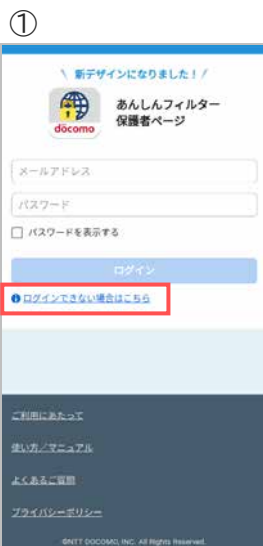 ①
\ 新デザインになりました！ /
döcomo
あんしんフィルター
保護者ページ
メールアドレス
パスワード
パスワードを表示する
ログイン
ログインできない場合はこちら
ご利用にあたって
使い方／マニュアル
よくあるご質問
プライバシーポリシー
©NTT DOCOMO, INC. All Rights Reserved.